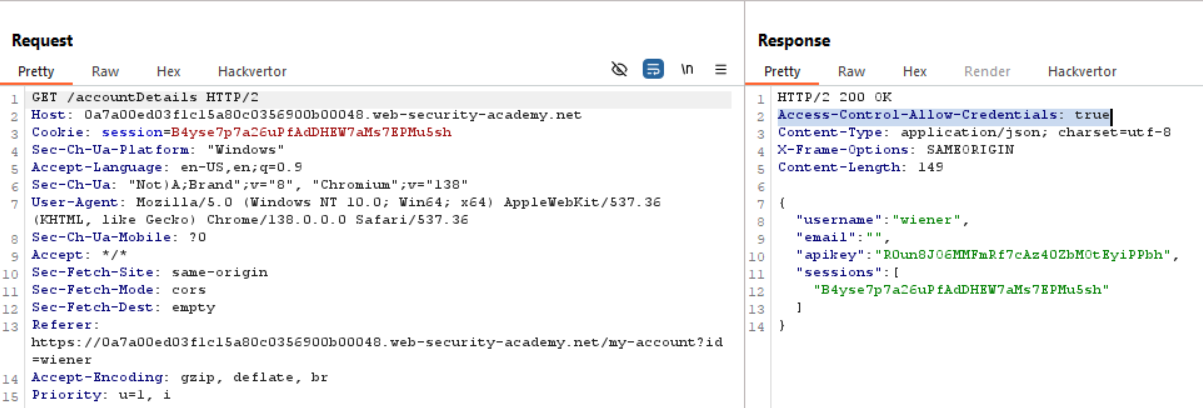 Request
Pretty Raw Hex Hackvertor \n
1 GET /accountDetails HTTP/2
2 Host: 0a7a00ed03f1c15a80c0356900b00048.web-security-academy.net
3 Cookie: session=B4yse7p7a26uPfAdDHEW7aMs7EPMu5sh
4 Sec-Ch-Ua-Platform: "Windows"
5 Accept-Language: en-US,en;q=0.9
6 Sec-Ch-Ua: "Not)A;Brand";v="8", "Chromium";v="138"
7 User-Agent: Mozilla/5.0 (Windows NT 10.0; Win64; x64) AppleWebKit/537.36
(KHTML, like Gecko) Chrome/138.0.0.0 Safari/537.36
8 Sec-Ch-Ua-Mobile: ?0
9 Accept: */*
10 Sec-Fetch-Site: same-origin
11 Sec-Fetch-Mode: cors
12 Sec-Fetch-Dest: empty
13 Referer:
https://0a7a00ed03f1c15a80c0356900b00048.web-security-academy.net/my-account?id
=wiener
14 Accept-Encoding: gzip, deflate, br
15 Priority: u=1, i
Response
Pretty Raw Hex Render Hackvertor
1 HTTP/2 200 OK
2 Access-Control-Allow-Credentials: true
3 Content-Type: application/json; charset=utf-8
4 X-Frame-Options: SAMEORIGIN
5 Content-Length: 149
6
7 {
8 "username":"wiener",
9 "email":"",
10 "apikey":"R0un8J06MMFmRf7cAz40ZbM0tEyiPPbh",
11 "sessions":[
12 "B4yse7p7a26uPfAdDHEW7aMs7EPMu5sh"
13 ]
14 }